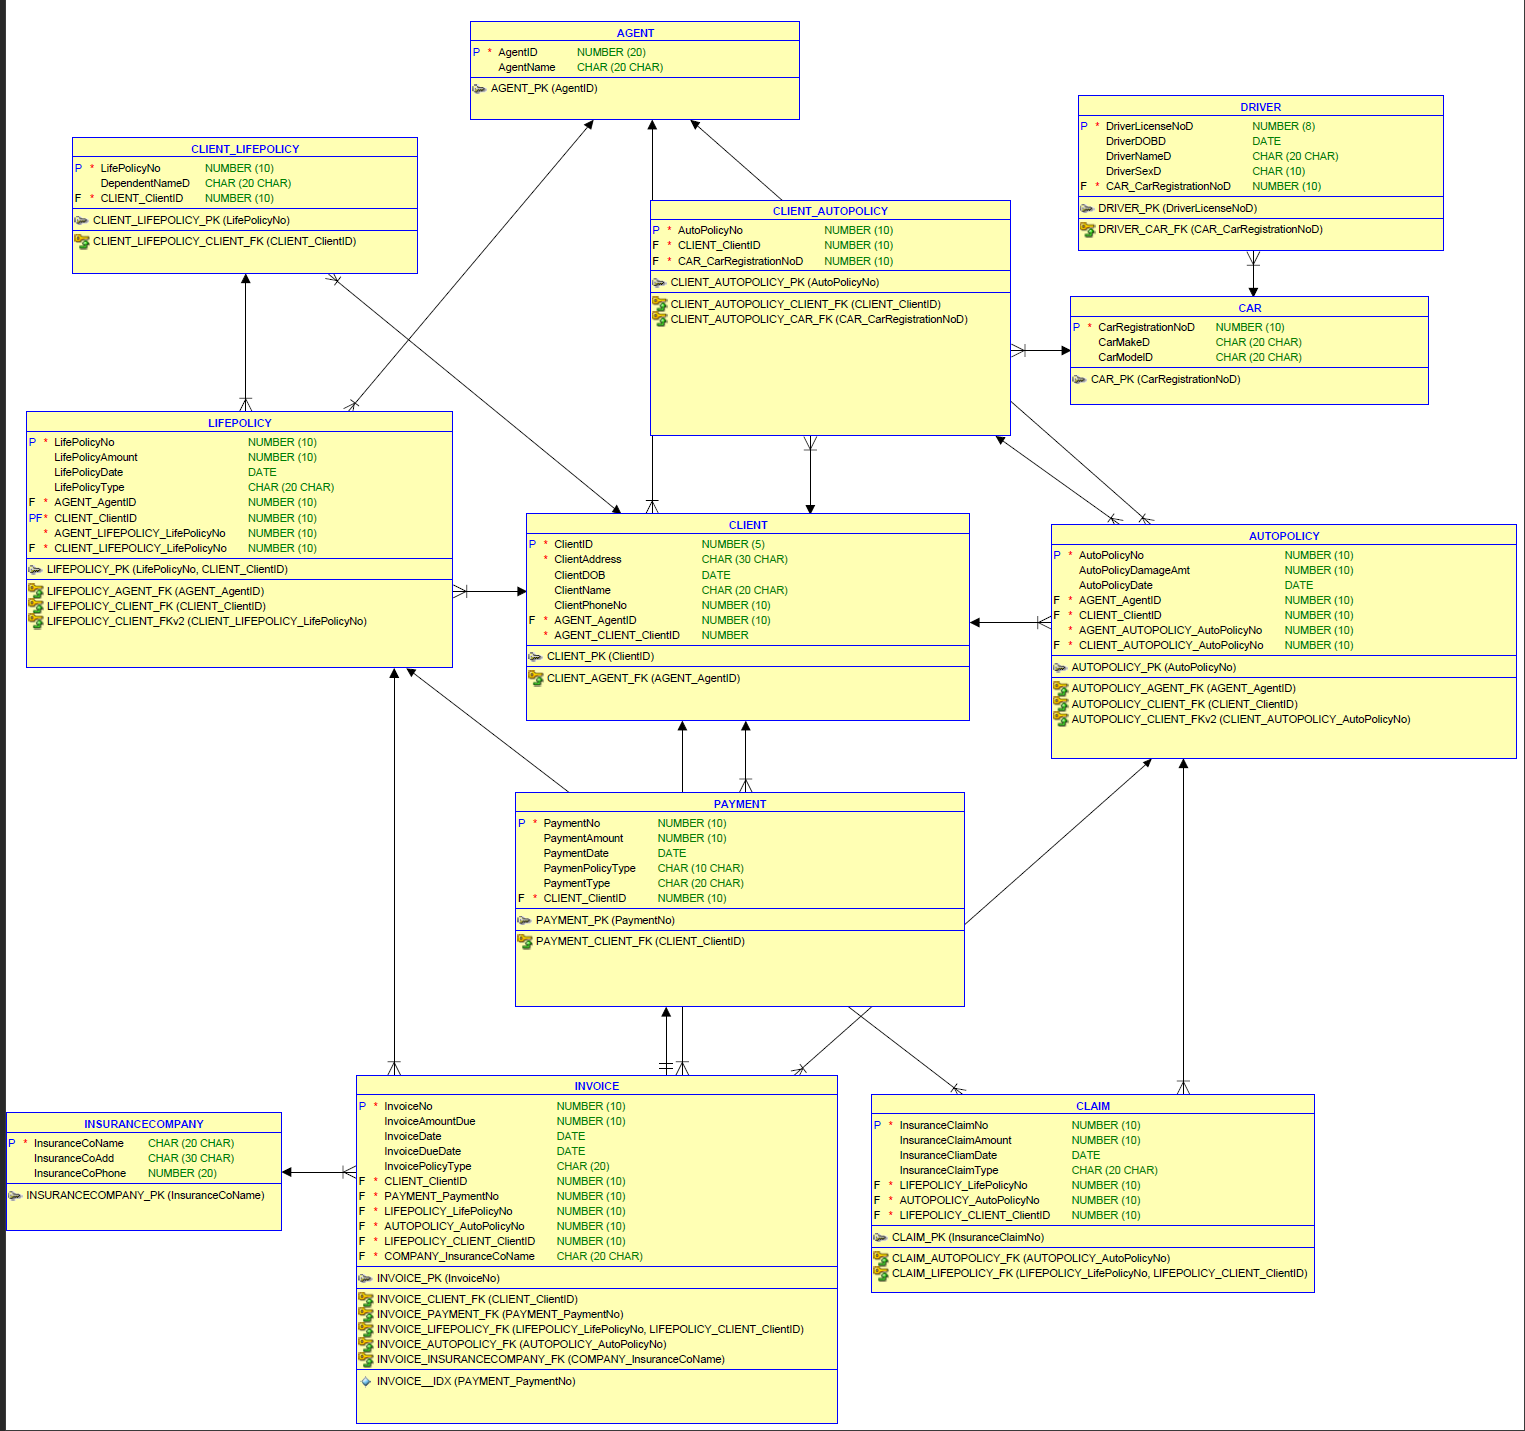 AGENT
P * AgentID NUMBER (20)
AgentName CHAR (20 CHAR)
AGENT_PK (AgentID)
DRIVER
P * DriverLicenseNoD NUMBER (8)
DriverDOBD DATE
DriverNameD CHAR (20 CHAR)
DriverSexD CHAR (10)
F * CAR_CarRegistrationNoD NUMBER (10)
DRIVER_PK (DriverLicenseNoD)
DRIVER_CAR_FK (CAR_CarRegistrationNoD)
CLIENT_LIFEPOLICY
P * LifePolicyNo NUMBER (10)
DependentNameD CHAR (20 CHAR)
F * CLIENT_ClientID NUMBER (10)
CLIENT_LIFEPOLICY_PK (LifePolicyNo)
CLIENT_LIFEPOLICY_CLIENT_FK (CLIENT_ClientID)
CLIENT_AUTOPOLICY
P * AutoPolicyNo NUMBER (10)
F * CLIENT_ClientID NUMBER (10)
F * CAR_CarRegistrationNoD NUMBER (10)
CLIENT_AUTOPOLICY_PK (AutoPolicyNo)
CLIENT_AUTOPOLICY_CLIENT_FK (CLIENT_ClientID)
CLIENT_AUTOPOLICY_CAR_FK (CAR_CarRegistrationNoD)
CAR
P * CarRegistrationNoD NUMBER (10)
CarMakeD CHAR (20 CHAR)
CarModelD CHAR (20 CHAR)
CAR_PK (CarRegistrationNoD)
LIFEPOLICY
P * LifePolicyNo NUMBER (10)
LifePolicyAmount NUMBER (10)
LifePolicyDate DATE
LifePolicyType CHAR (20 CHAR)
F * AGENT_AgentID NUMBER (10)
PF* CLIENT_ClientID NUMBER (10)
* AGENT_LIFEPOLICY_LifePolicyNo NUMBER (10)
F * CLIENT_LIFEPOLICY_LifePolicyNo NUMBER (10)
LIFEPOLICY_PK (LifePolicyNo, CLIENT_ClientID)
LIFEPOLICY_AGENT_FK (AGENT_AgentID)
LIFEPOLICY_CLIENT_FK (CLIENT_ClientID)
LIFEPOLICY_CLIENT_FKv2 (CLIENT_LIFEPOLICY_LifePolicyNo)
CLIENT
P * ClientID NUMBER (5)
* ClientAddress CHAR (30 CHAR)
ClientDOB DATE
ClientName CHAR (20 CHAR)
ClientPhoneNo NUMBER (10)
F * AGENT_AgentID NUMBER (10)
* AGENT_CLIENT_ClientID NUMBER
CLIENT_PK (ClientID)
CLIENT_AGENT_FK (AGENT_AgentID)
AUTOPOLICY
P * AutoPolicyNo NUMBER (10)
AutoPolicyDamageAmt NUMBER (10)
AutoPolicyDate DATE
F * AGENT_AgentID NUMBER (10)
F * CLIENT_ClientID NUMBER (10)
* AGENT_AUTOPOLICY_AutoPolicyNo NUMBER (10)
F * CLIENT_AUTOPOLICY_AutoPolicyNo NUMBER (10)
AUTOPOLICY_PK (AutoPolicyNo)
AUTOPOLICY_AGENT_FK (AGENT_AgentID)
AUTOPOLICY_CLIENT_FK (CLIENT_ClientID)
AUTOPOLICY_CLIENT_FKv2 (CLIENT_AUTOPOLICY_AutoPolicyNo)
PAYMENT
P * PaymentNo NUMBER (10)
PaymentAmount NUMBER (10)
PaymentDate DATE
PaymenPolicyType CHAR (10 CHAR)
PaymentType CHAR (20 CHAR)
F * CLIENT_ClientID NUMBER (10)
PAYMENT_PK (PaymentNo)
PAYMENT_CLIENT_FK (CLIENT_ClientID)
INSURANCECOMPANY
P * InsuranceCoName CHAR (20 CHAR)
InsuranceCoAdd CHAR (30 CHAR)
InsuranceCoPhone NUMBER (20)
INSURANCECOMPANY_PK (InsuranceCoName)
INVOICE
P * InvoiceNo NUMBER (10)
InvoiceAmountDue NUMBER (10)
InvoiceDate DATE
InvoiceDueDate DATE
InvoicePolicyType CHAR (20)
F * CLIENT_ClientID NUMBER (10)
F * PAYMENT_PaymentNo NUMBER (10)
F * LIFEPOLICY_LifePolicyNo NUMBER (10)
F * AUTOPOLICY_AutoPolicyNo NUMBER (10)
F * LIFEPOLICY_CLIENT_ClientID NUMBER (10)
F * COMPANY_InsuranceCoName CHAR (20 CHAR)
INVOICE_PK (InvoiceNo)
INVOICE_CLIENT_FK (CLIENT_ClientID)
INVOICE_PAYMENT_FK (PAYMENT_PaymentNo)
INVOICE_LIFEPOLICY_FK (LIFEPOLICY_LifePolicyNo, LIFEPOLICY_CLIENT_ClientID)
INVOICE_AUTOPOLICY_FK (AUTOPOLICY_AutoPolicyNo)
INVOICE_INSURANCECOMPANY_FK (COMPANY_InsuranceCoName)
INVOICE__IDX (PAYMENT_PaymentNo)
CLAIM
P * InsuranceClaimNo NUMBER (10)
InsuranceClaimAmount NUMBER (10)
InsuranceCliamDate DATE
InsuranceClaimType CHAR (20 CHAR)
F * LIFEPOLICY_LifePolicyNo NUMBER (10)
F * AUTOPOLICY_AutoPolicyNo NUMBER (10)
F * LIFEPOLICY_CLIENT_ClientID NUMBER (10)
CLAIM_PK (InsuranceClaimNo)
CLAIM_AUTOPOLICY_FK (AUTOPOLICY_AutoPolicyNo)
CLAIM_LIFEPOLICY_FK (LIFEPOLICY_LifePolicyNo, LIFEPOLICY_CLIENT_ClientID)